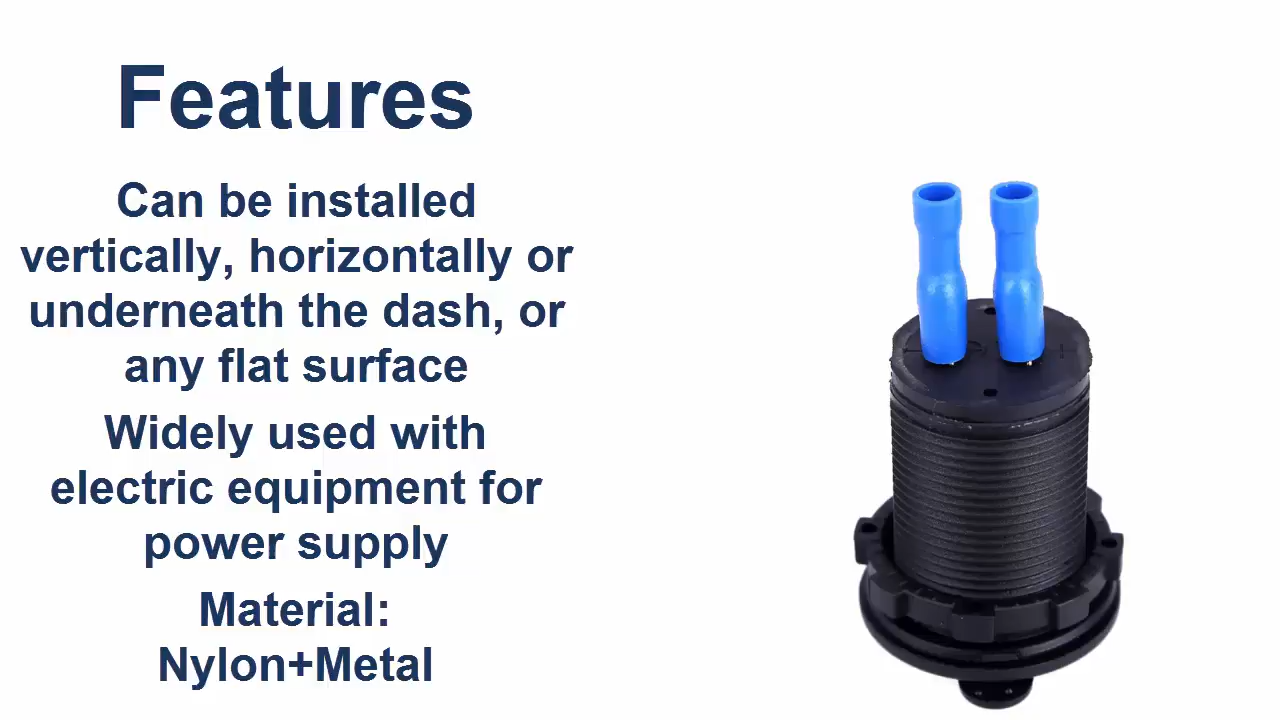 Features
Can be installed
vertically, horizontally or
underneath the dash, or
any flat surface
Widely used with
electric equipment for
power supply
Material:
Nylon+Metal